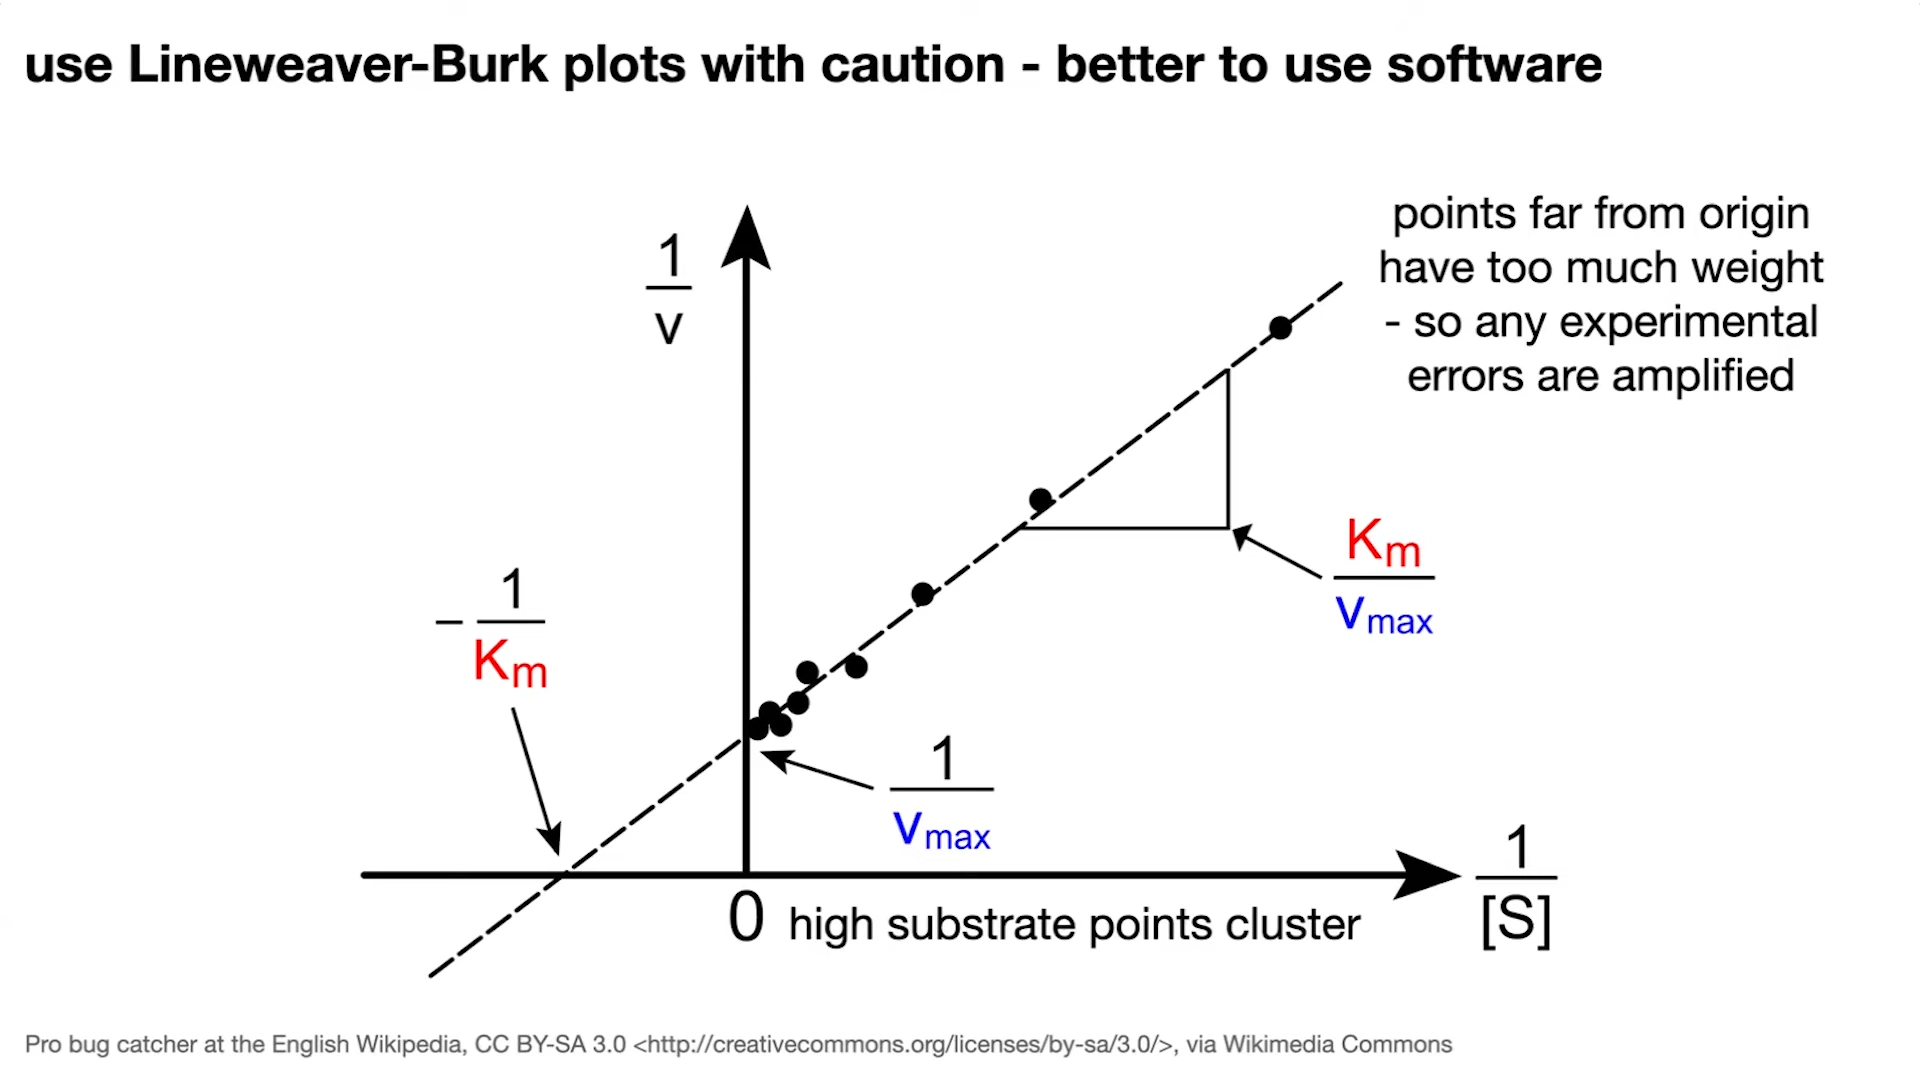 use Lineweaver-Burk plots with caution - better to use software
points far from origin
have too much weight
- so any experimental
errors are amplified
1
v
Km
vmax
- 1
Km
1
vmax
1
[S]
0 high substrate points cluster
Pro bug catcher at the English Wikipedia, CC BY-SA 3.0 <http://creativecommons.org/licenses/by-sa/3.0/>, via Wikimedia Commons